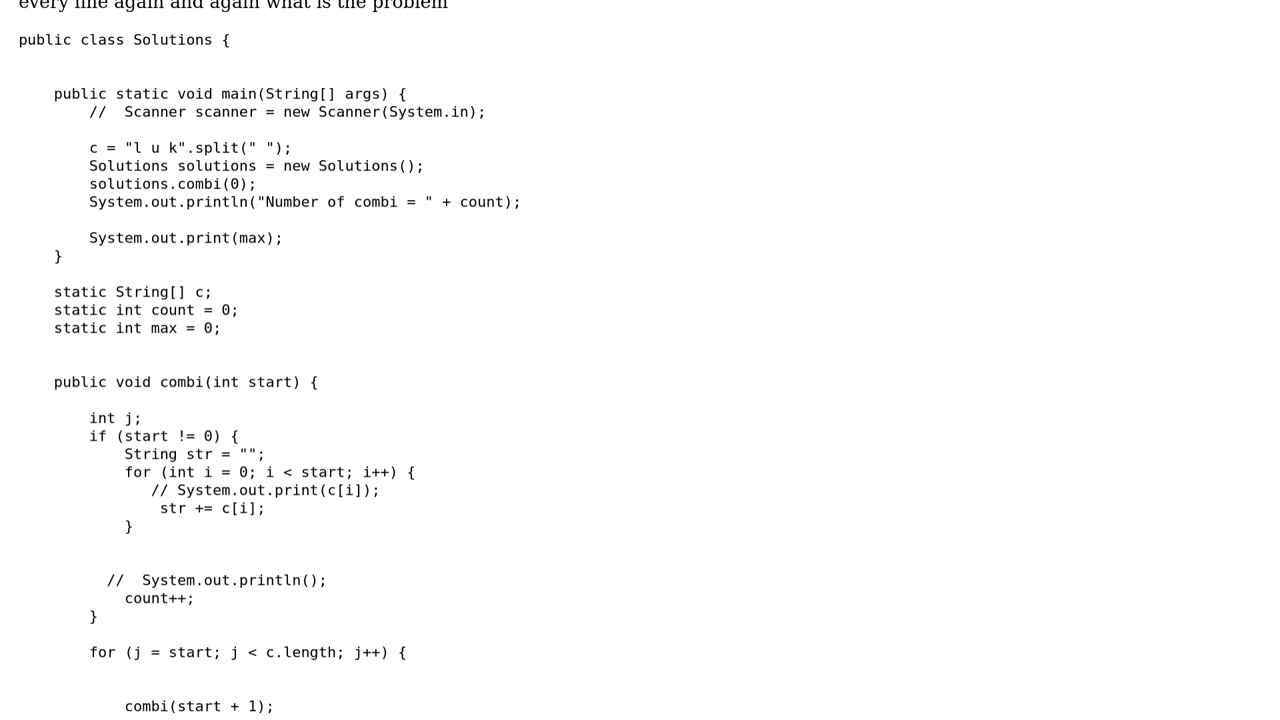 every line again and again what is the problem
public class Solutions {
public static void main(String[] args) {
//  Scanner scanner = new Scanner(System.in);
c = "l u k".split(" ");
Solutions solutions = new Solutions();
solutions.combi(0);
System.out.println("Number of combi = " + count);
System.out.print(max);
}
static String[] c;
static int count = 0;
static int max = 0;
public void combi(int start) {
int j;
if (start != 0) {
String str = "";
for (int i = 0; i < start; i++) {
// System.out.print(c[i]);
str += c[i];
}
//  System.out.println();
count++;
}
for (j = start; j < c.length; j++) {
combi(start + 1);